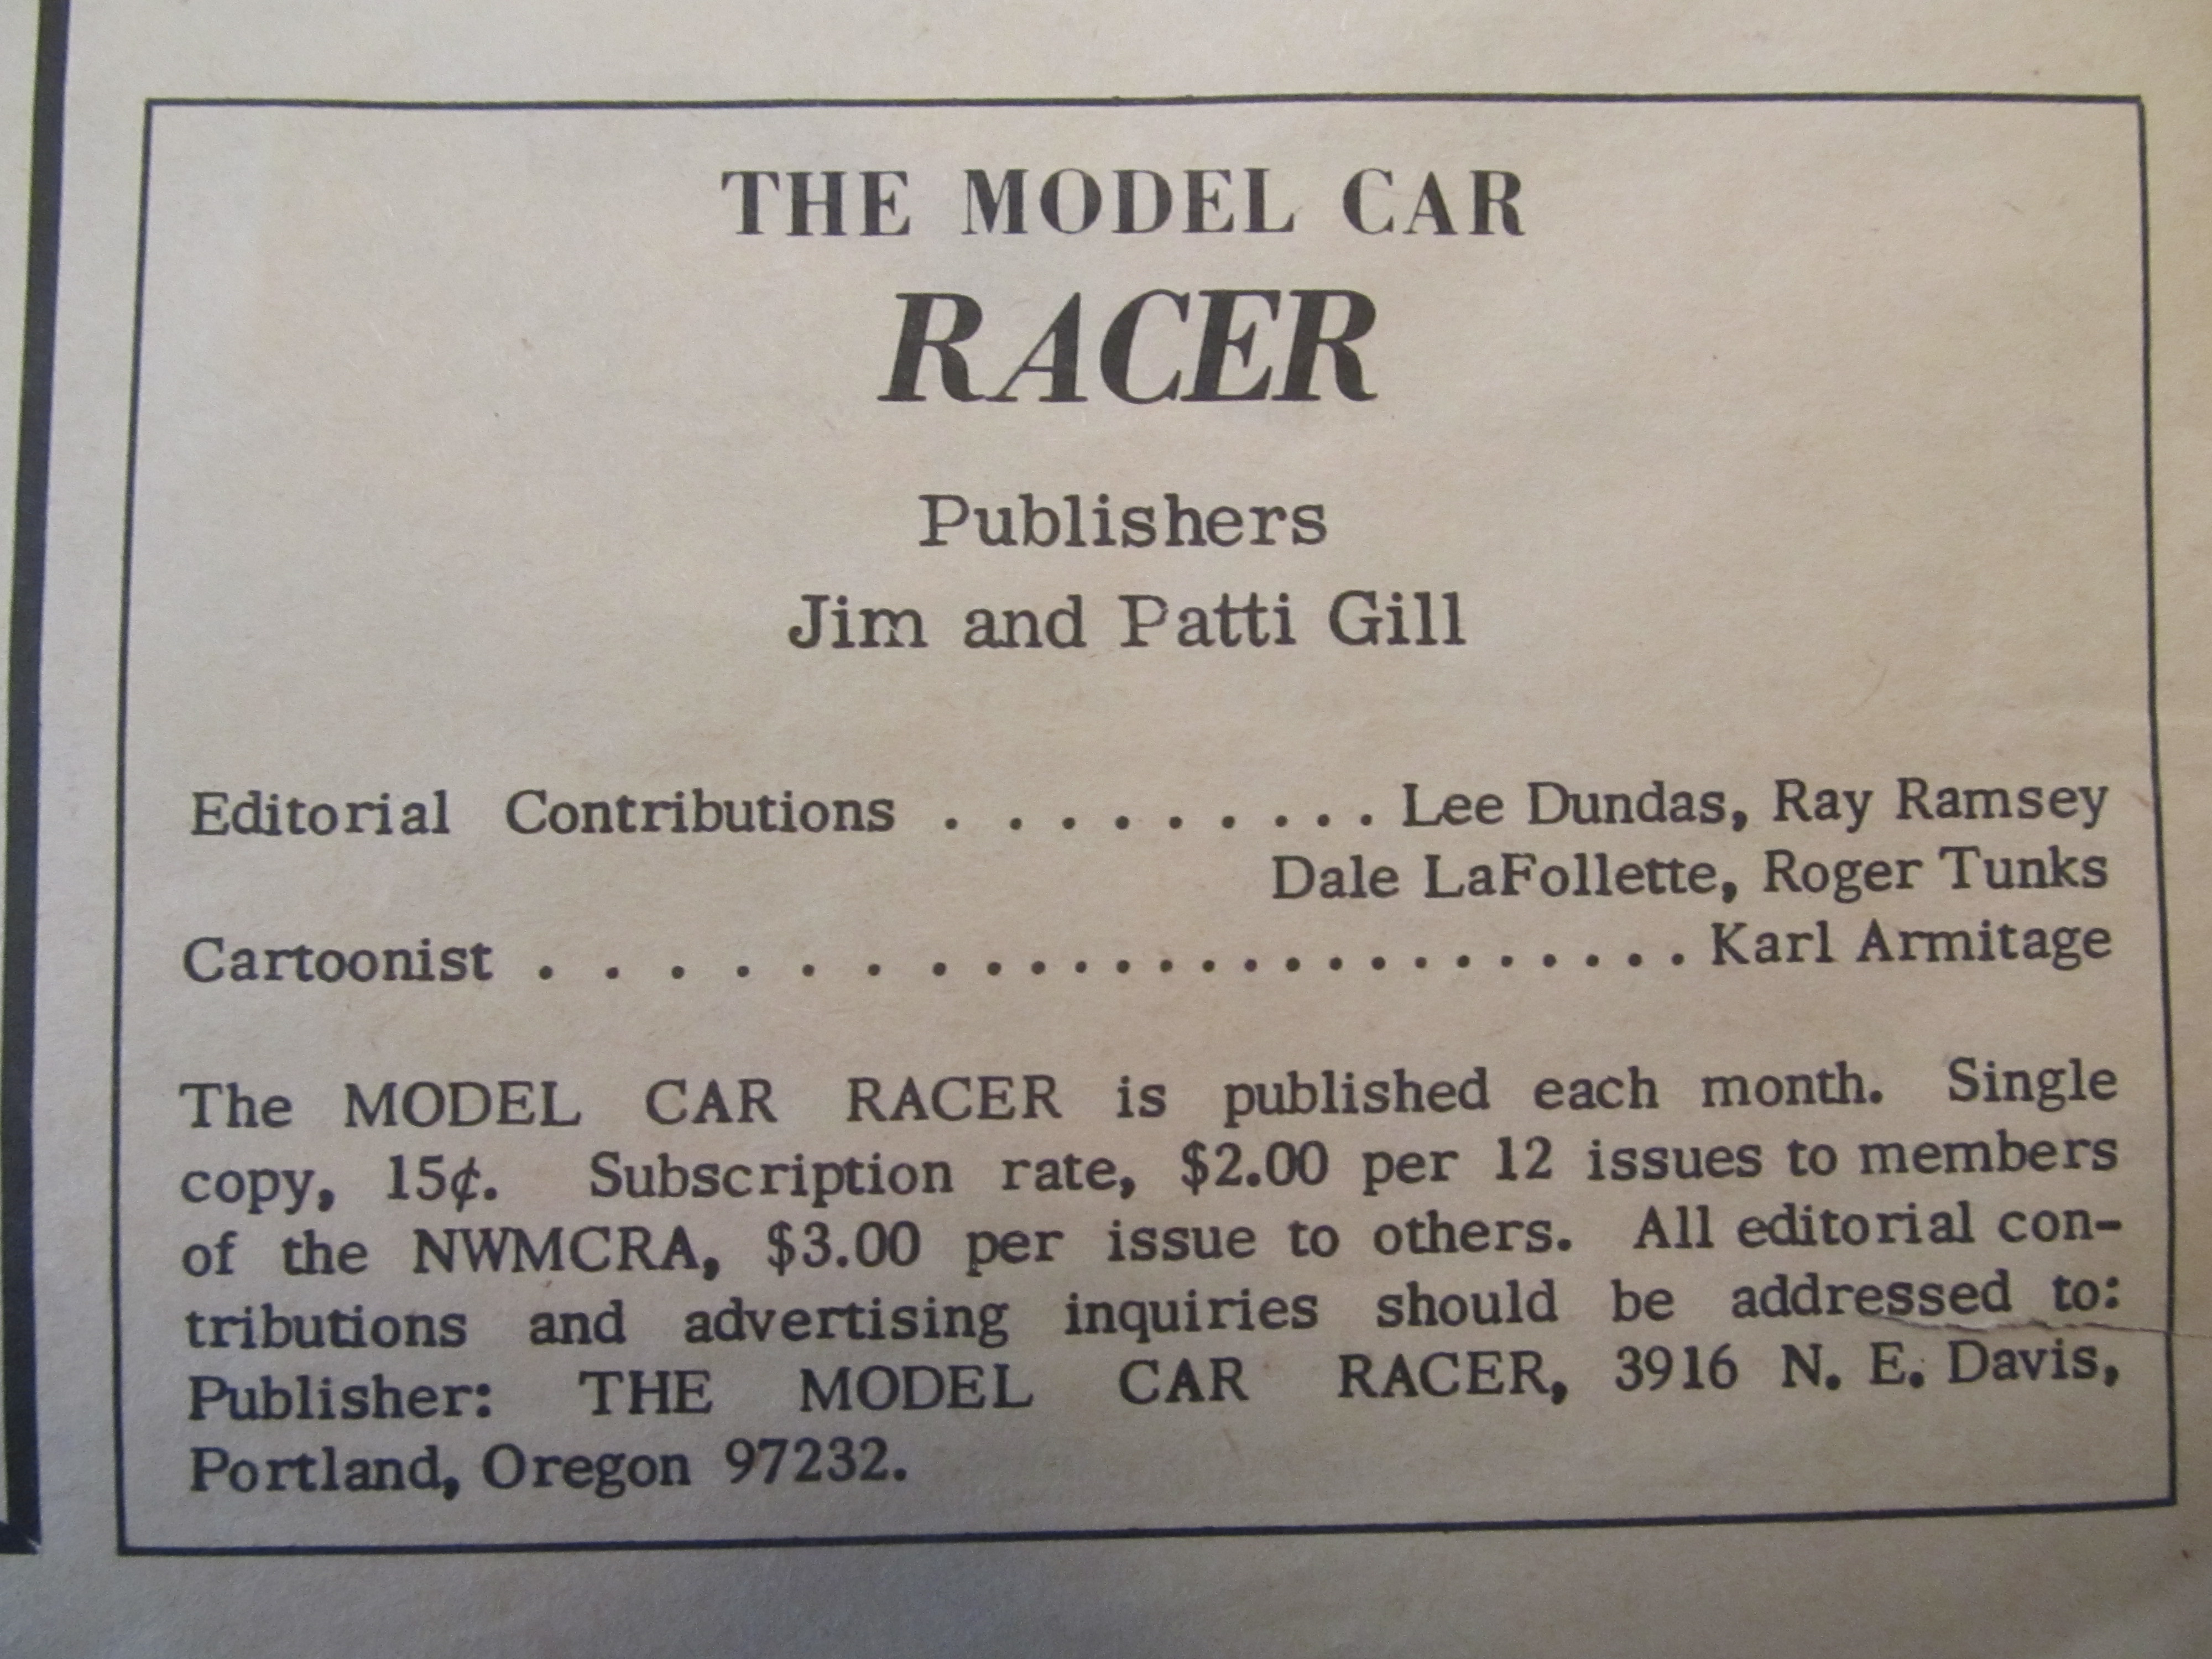 THE MODEL CAR
RACER
Publishers
Jim and Patti Gill
Editorial Contributions . . . . . . . . . Lee Dundas, Ray Ramsey
Dale LaFollette, Roger Tunks
Cartoonist . . . . . . . . . . . . . . . . . . . . . . Karl Armitage
The MODEL CAR RACER is published each month. Single
copy, 15¢. Subscription rate, $2.00 per 12 issues to members
of the NWMCRA, $3.00 per issue to others. All editorial con-
tributions and advertising inquiries should be addressed to:
Publisher: THE MODEL CAR RACER, 3916 N. E. Davis,
Portland, Oregon 97232.